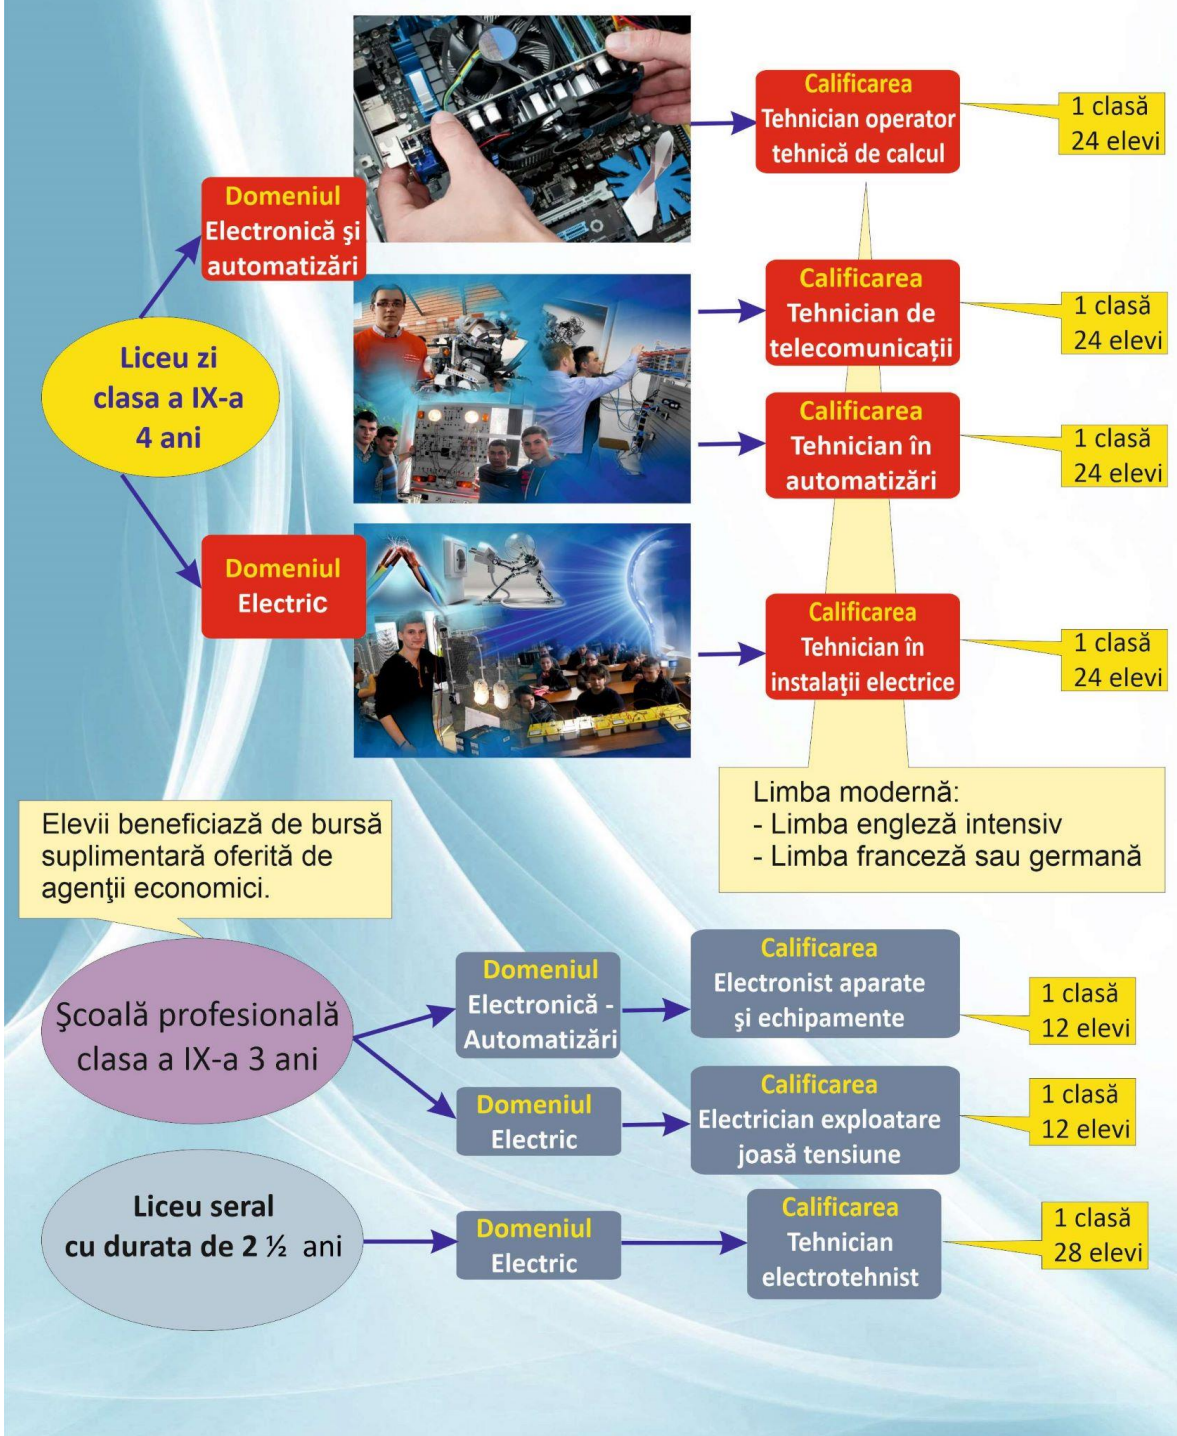 Calificarea
Tehnician operator
tehnică de calcul
1 clasă
24 elevi
Domeniul
Electronică şi
automatizări
Calificarea
Tehnician de
telecomunicații
1 clasă
24 elevi
Liceu zi
clasa a IX-a
4 ani
Calificarea
Tehnician în
automatizări
1 clasă
24 elevi
Domeniul
Electric
Calificarea
Tehnician în
instalaţii electrice
1 clasă
24 elevi
Limba modernă:
- Limba engleză intensiv
- Limba franceză sau germană
Elevii beneficiază de bursă
suplimentară oferită de
agenţii economici.
Şcoală profesională
clasa a IX-a 3 ani
Domeniul
Electronică -
Automatizări
Calificarea
Electronist aparate
şi echipamente
1 clasă
12 elevi
Domeniul
Electric
Calificarea
Electrician exploatare
joasă tensiune
1 clasă
12 elevi
Liceu seral
cu durata de 2 ½ ani
Domeniul
Electric
Calificarea
Tehnician
electrotehnist
1 clasă
28 elevi